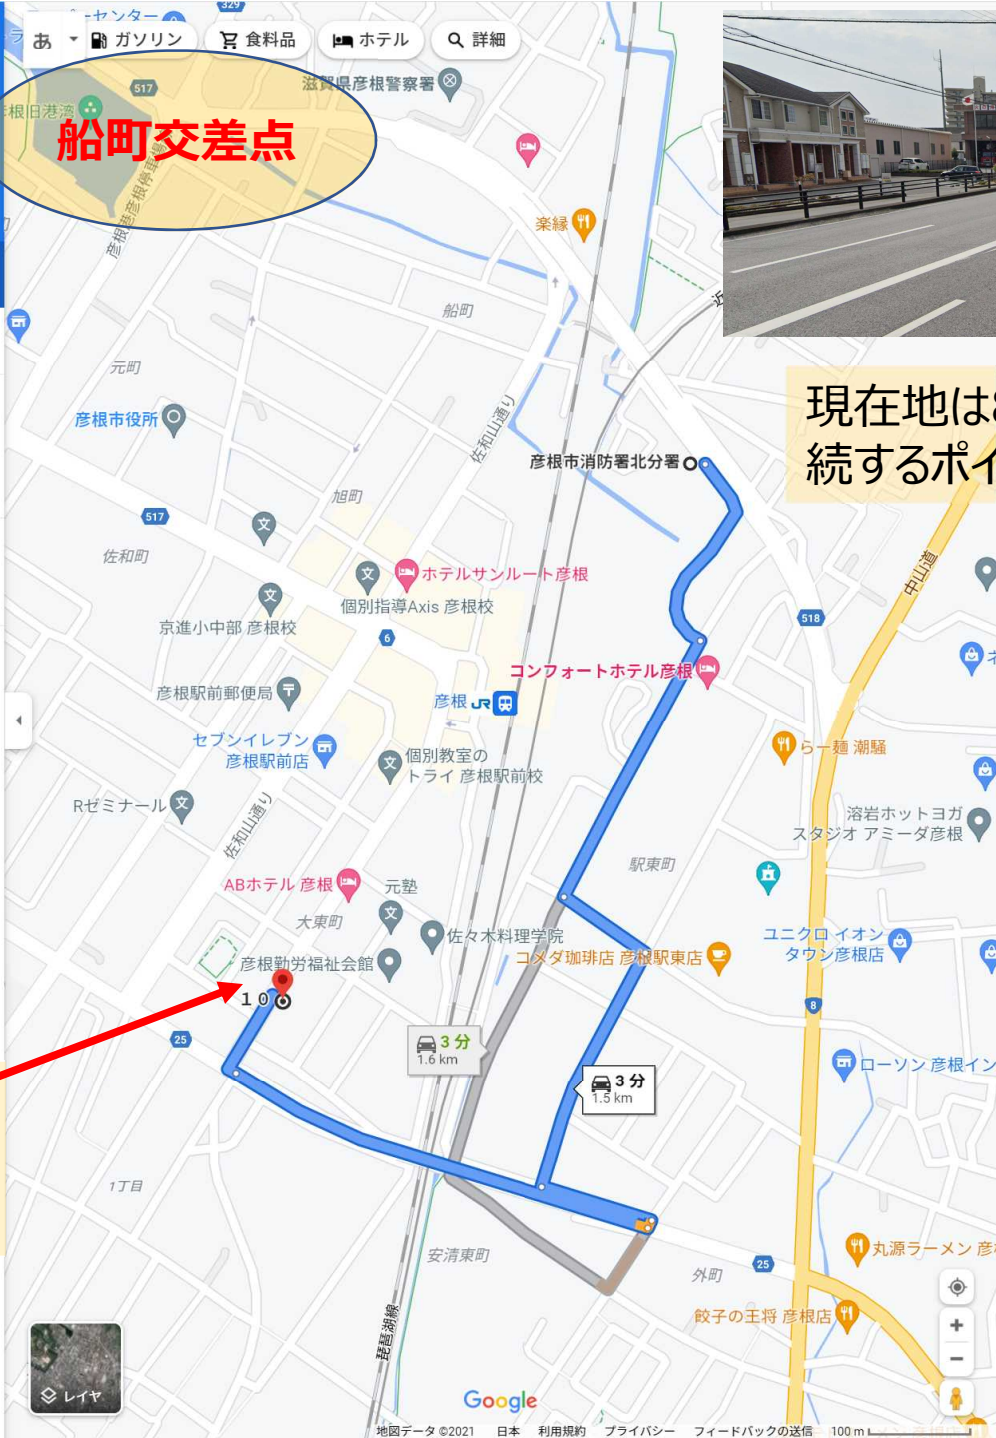 あ
ガソリン
食料品
ホテル
詳細
329
517
滋賀県彦根警察署
根旧港湾
船町交差点
彦根港彦根停車場
楽縁
船町
元町
彦根市役所
佐和山通り
現在地は
続するポイ
彦根市消防署北分署
旭町
517
佐和町
ホテルサンルート彦根
個別指導Axis 彦根校
京進小中部 彦根校
6
中山道
518
コンフォートホテル彦根
彦根駅前郵便局
彦根 JR
セブンイレブン
彦根駅前店
個別教室の
トライ 彦根駅前校
らー麺 潮騒
Rゼミナール
佐和山通り
溶岩ホットヨガ
スタジオ アミーダ彦根
駅東町
ABホテル 彦根
元塾
大東町
佐々木料理学院
ユニクロ イオン
タウン彦根店
彦根勤労福祉会館
コメダ珈琲店 彦根駅東店
10
8
25
3 分
1.6 km
3 分
1.5 km
ローソン 彦根イン
1丁目
安清東町
外町
25
丸源ラーメン 彦
餃子の王将 彦根店
琵琶湖線
レイヤ
Google
地図データ ©2021 日本 利用規約 プライバシー フィードバックの送信 100 m